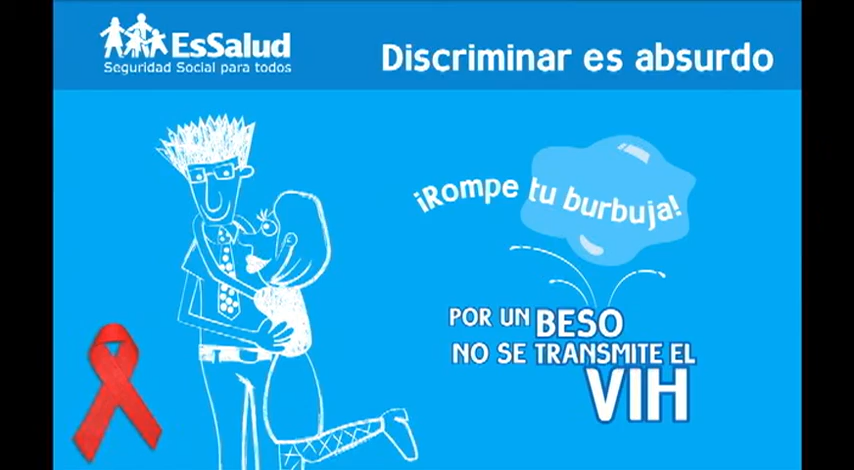 EsSalud
Seguridad Social para todos
Discriminar es absurdo
¡Rompe tu burbuja!
POR UN BESO
NO SE TRANSMITE EL
VIH